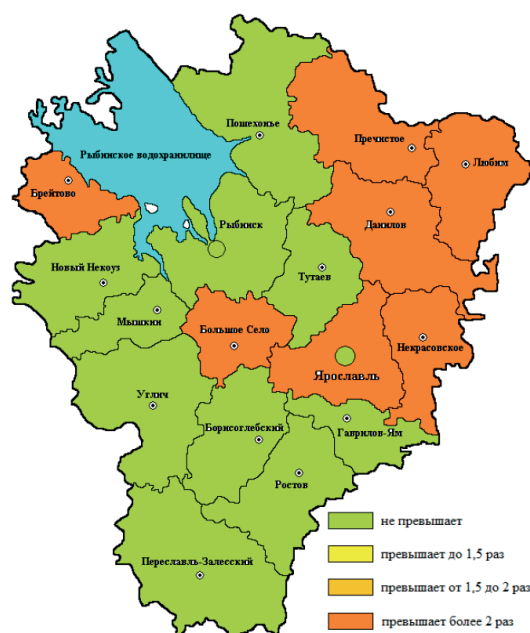 Пошехонье
Пречистое
Любим
Рыбинское водохранилище
Брейтово
Данилов
Рыбинск
Новый Некоуз
Тутаев
Мышкин
Большое Село
Некрасовское
Ярославль
Углич
Борисоглебский
Гаврилов-Ям
Ростов
Переславль-Залесский
не превышает
превышает до 1,5 раз
превышает от 1,5 до 2 раз
превышает более 2 раз